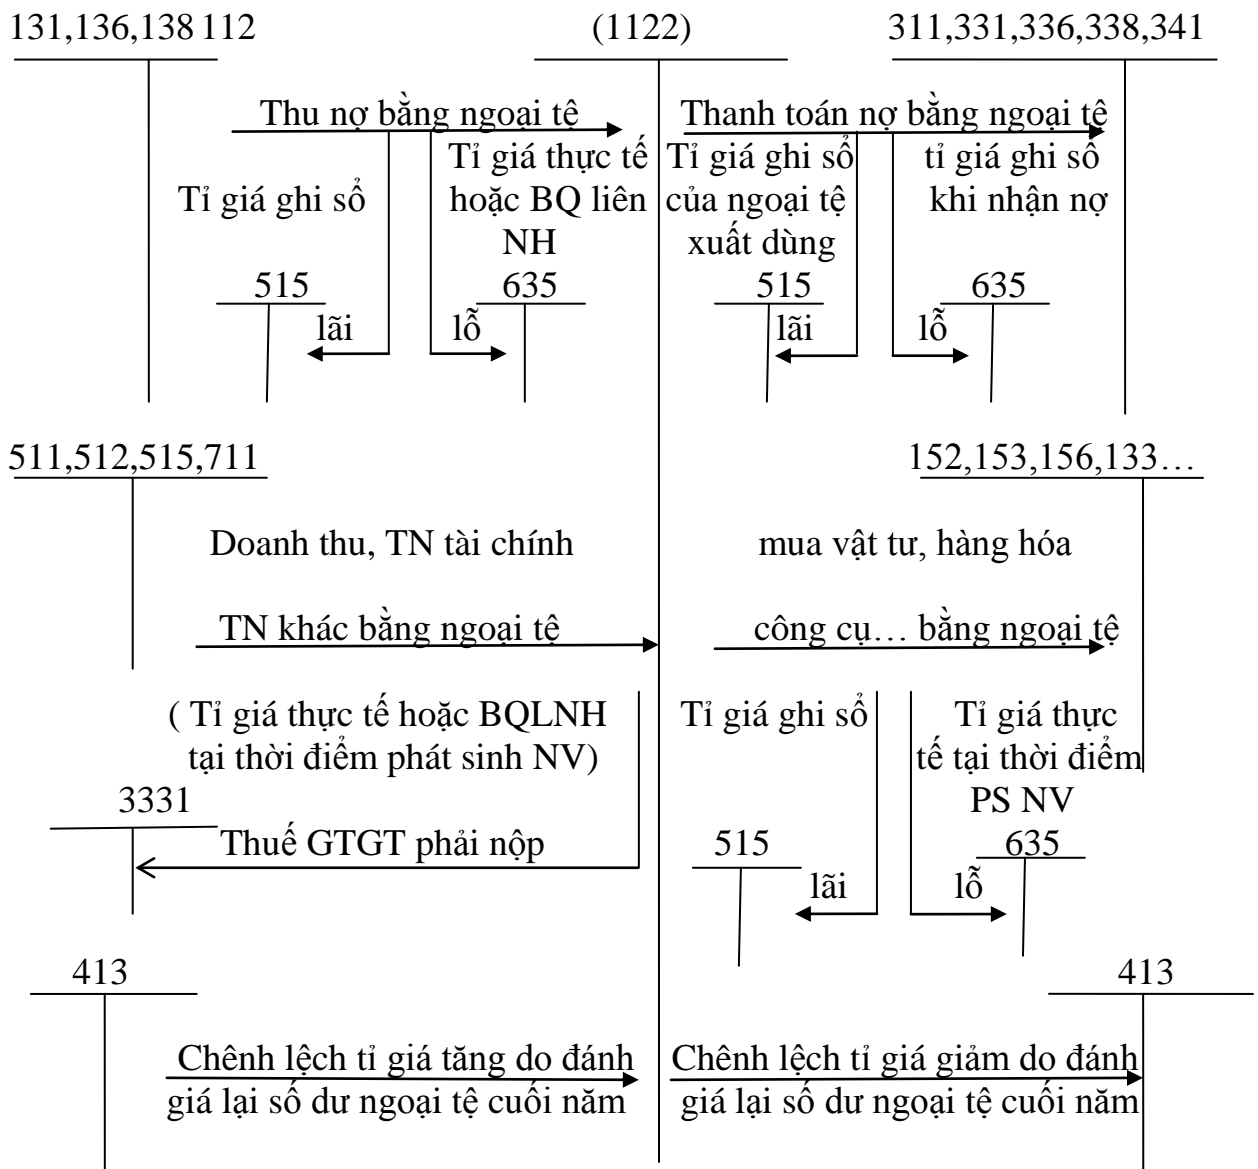 131,136,138 112 (1122) 311,331,336,338,341
Thu nợ bằng ngoại tệ Thanh toán nợ bằng ngoại tệ
Tỉ giá thực tế Tỉ giá ghi sổ tỉ giá ghi sổ
Tỉ giá ghi sổ hoặc BQ liên của ngoại tệ khi nhận nợ
NH xuất dùng
515 635 515 635
lãi lỗ lãi lỗ
511,512,515,711 152,153,156,133…
Doanh thu, TN tài chính mua vật tư, hàng hóa
TN khác bằng ngoại tệ công cụ… bằng ngoại tệ
( Tỉ giá thực tế hoặc BQLNH Tỉ giá ghi sổ Tỉ giá thực
tại thời điểm phát sinh NV) tế tại thời điểm
3331 PS NV
Thuế GTGT phải nộp 515 635
lãi lỗ
413 413
Chênh lệch tỉ giá tăng do đánh Chênh lệch tỉ giá giảm do đánh
giá lại số dư ngoại tệ cuối năm giá lại số dư ngoại tệ cuối năm